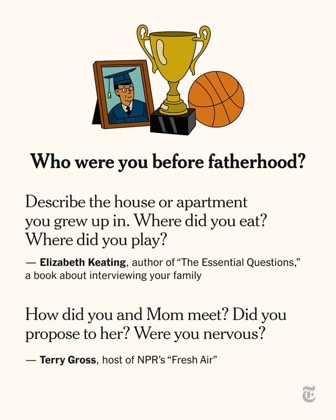 Who were you before fatherhood?
Describe the house or apartment
you grew up in. Where did you eat?
Where did you play?
— Elizabeth Keating, author of “The Essential Questions,”
a book about interviewing your family
How did you and Mom meet? Did you
propose to her? Were you nervous?
— Terry Gross, host of NPR’s “Fresh Air”
T